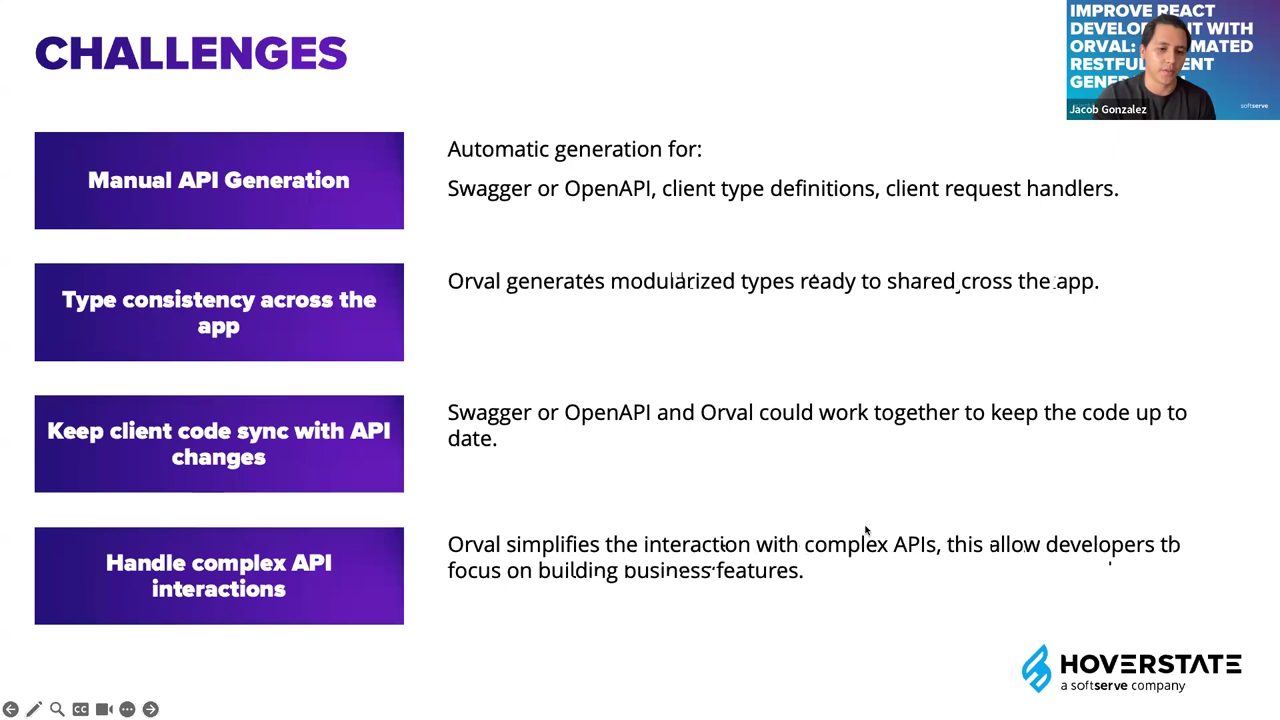 CHALLENGES
IMPROVE REACT
WITH
ORVAL:
RESTFUL
Jacob Gonzalez
softserve
Manual API Generation
Automatic generation for:
Swagger or OpenAPI, client type definitions, client request handlers.
Type consistency across the
app
Orval generates modularized types ready to shared cross the app.
Keep client code sync with API
changes
Swagger or OpenAPI and Orval could work together to keep the code up to
date.
Handle complex API
interactions
Orval simplifies the interaction with complex APIs, this allow developers to
focus on building business features.
HOVERSTATE
a softserve company
CC